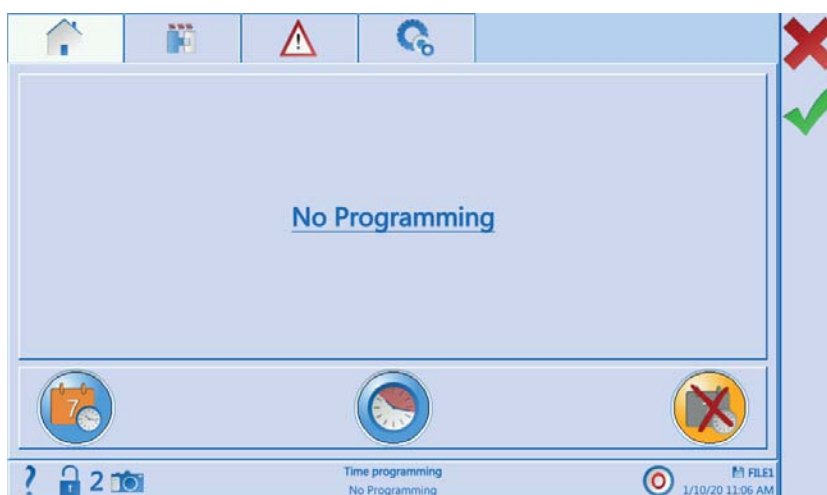 No Programming
7
2
Time programming
No Programming
FILE1
1/10/20 11:06 AM